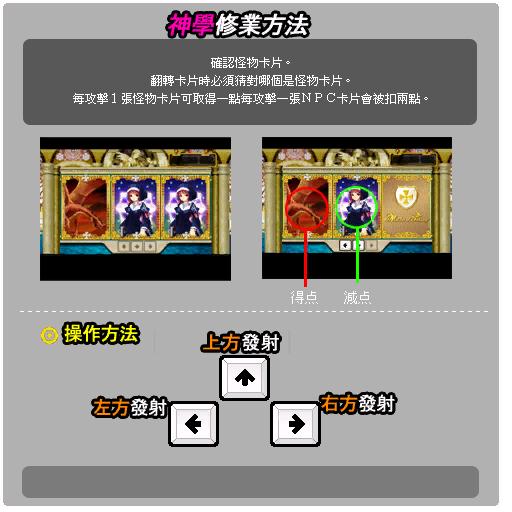 神學修業方法
確認怪物卡片。
翻轉卡片時必須猜對哪個是怪物卡片。
每攻擊１張怪物卡片可取得一點每攻擊一張ＮＰＣ卡片會被扣兩點。
得点 減点
操作方法
上方發射
左方發射 右方發射